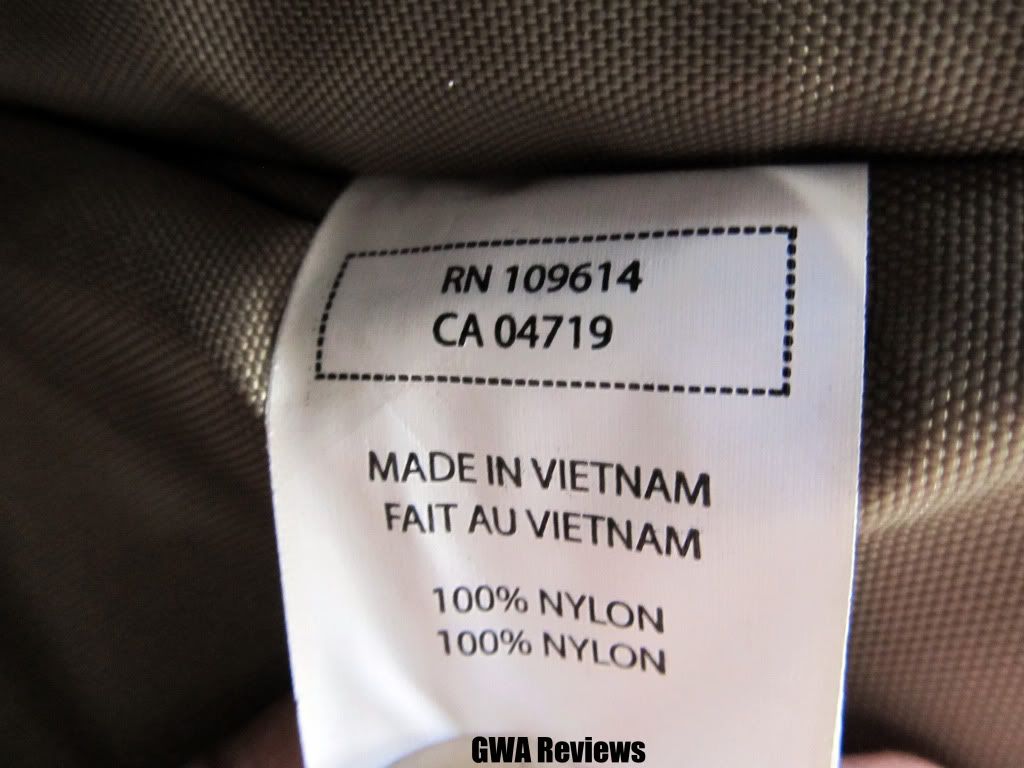 RN 109614
CA 04719
MADE IN VIETNAM
FAIT AU VIETNAM
100% NYLON
100% NYLON
GWA Reviews